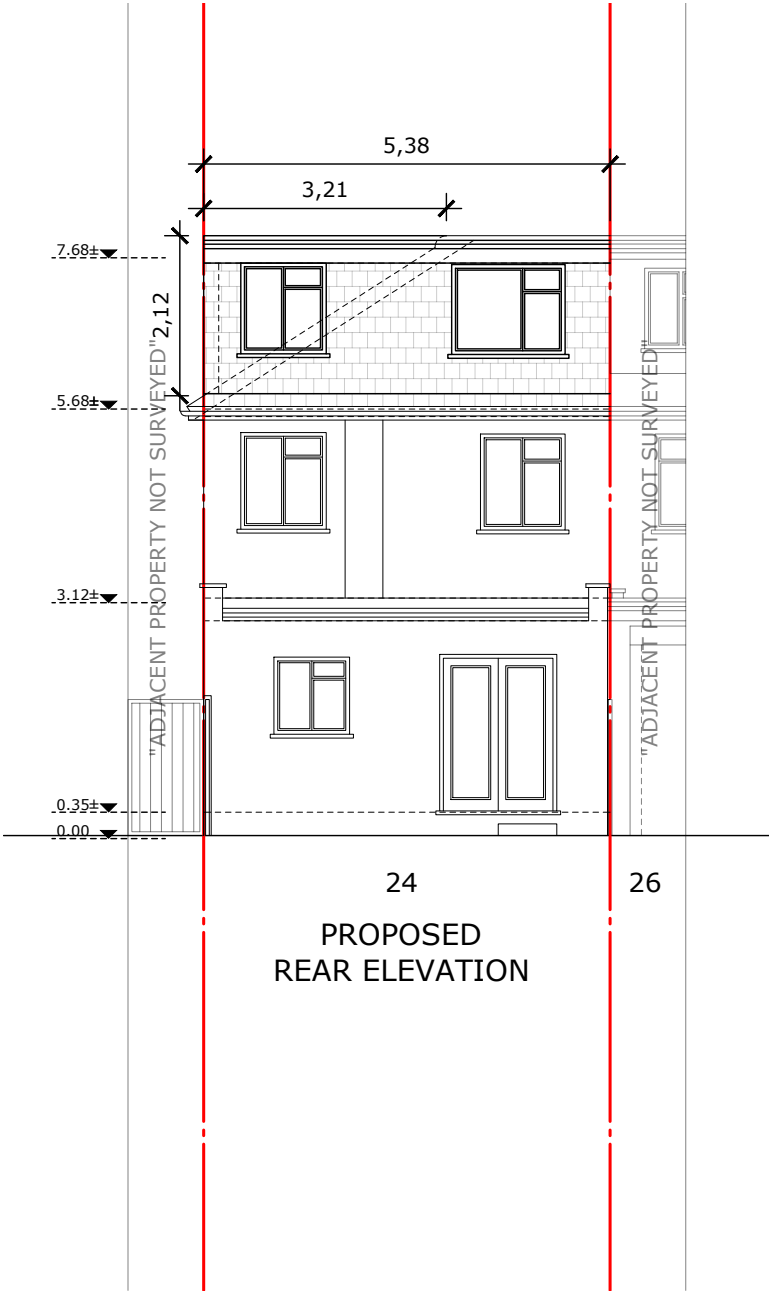 5,38
3,21
7.68±
2,12
5.68±
"ADJACENT PROPERTY NOT SURVEYED"
"ADJACENT PROPERTY NOT SURVEYED"
3.12±
0.35±
0.00
24
26
PROPOSED
REAR ELEVATION